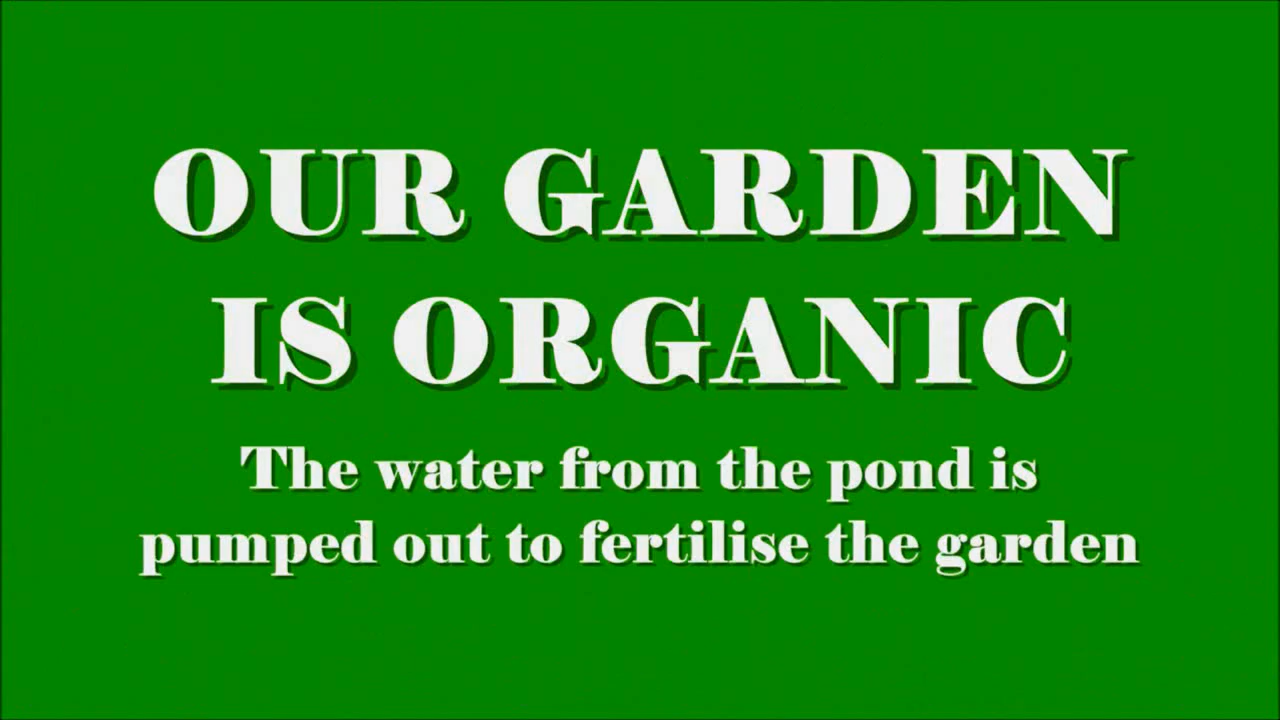 OUR GARDEN
IS ORGANIC
The water from the pond is
pumped out to fertilise the garden